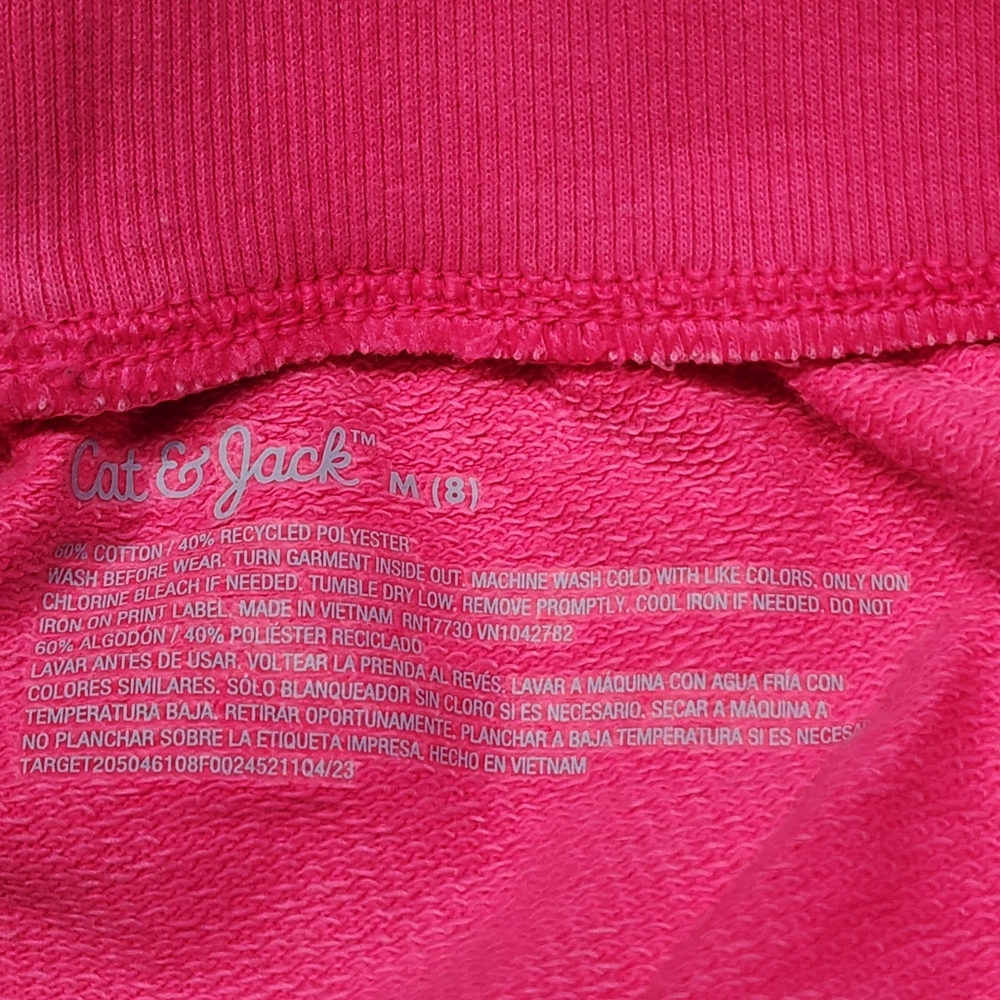 Cat & Jack™ M (8)
60% COTTON / 40% RECYCLED POLYESTER
WASH BEFORE WEAR. TURN GARMENT INSIDE OUT. MACHINE WASH COLD WITH LIKE COLORS. ONLY NON
CHLORINE BLEACH IF NEEDED. TUMBLE DRY LOW. REMOVE PROMPTLY. COOL IRON IF NEEDED. DO NOT
IRON ON PRINT LABEL. MADE IN VIETNAM RN17730 VN1042782
60% ALGODÓN / 40% POLIÉSTER RECICLADO
LAVAR ANTES DE USAR. VOLTEAR LA PRENDA AL REVÉS. LAVAR A MÁQUINA CON AGUA FRÍA CON
COLORES SIMILARES. SÓLO BLANQUEADOR SIN CLORO SI ES NECESARIO. SECAR A MÁQUINA A
TEMPERATURA BAJA. RETIRAR OPORTUNAMENTE. PLANCHAR A BAJA TEMPERATURA SI ES
NO PLANCHAR SOBRE LA ETIQUETA IMPRESA. HECHO EN VIETNAM
TARGET205046108F00245211Q4/23